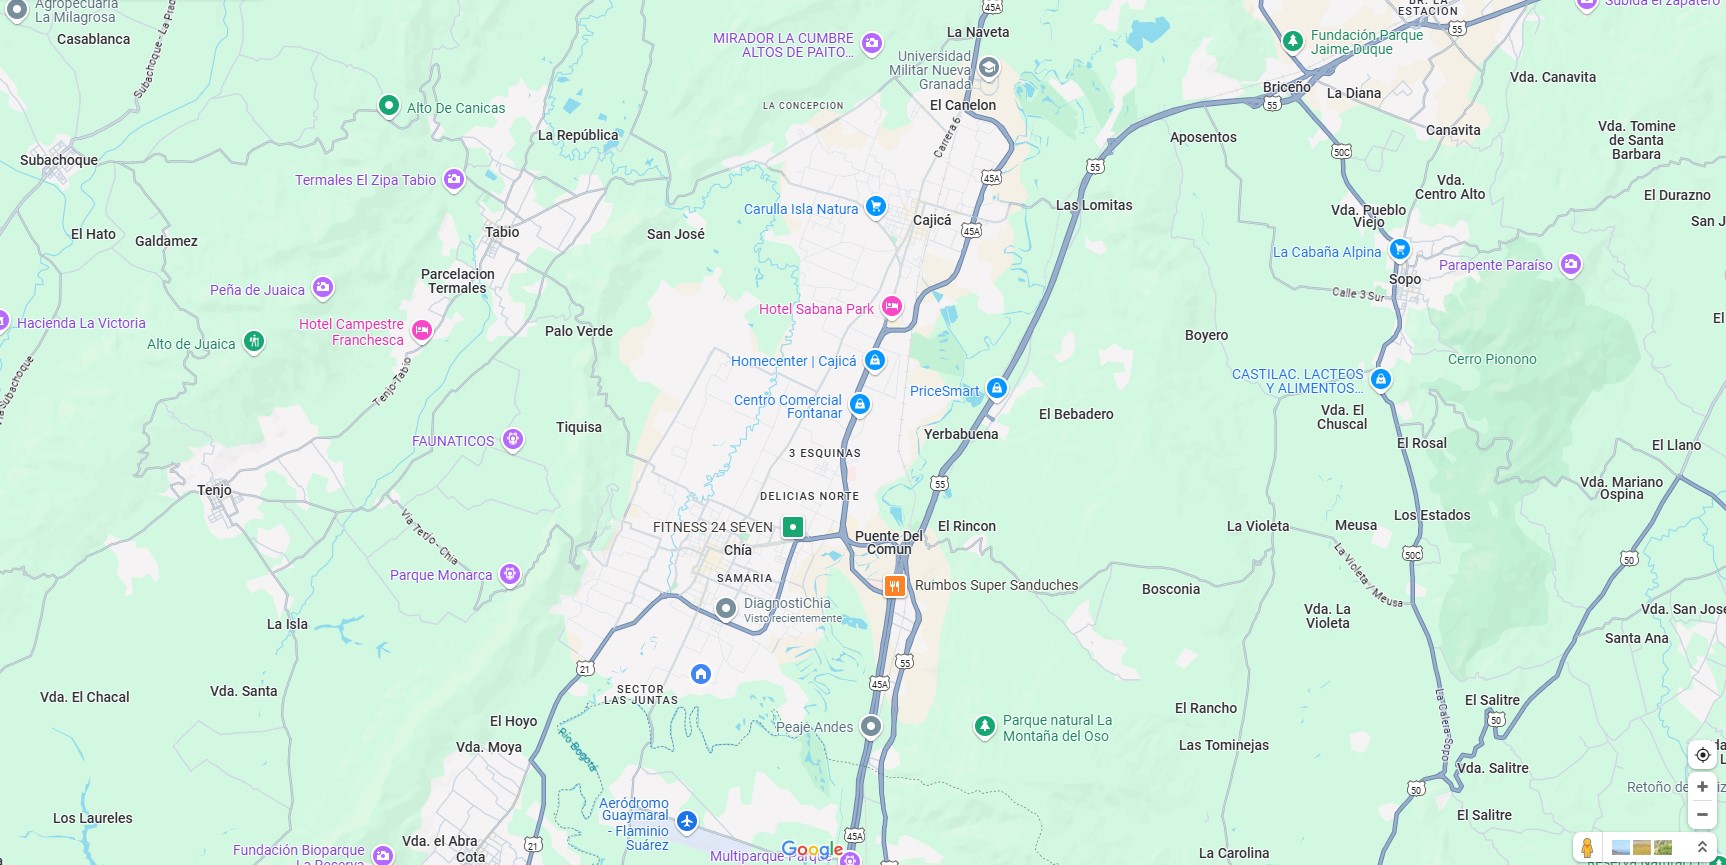 Agropecuaria
La Milagrosa
Casablanca
Subachoque - La Prad
MIRADOR LA CUMBRE
ALTOS DE PAITO...
45A
La Naveta
Universidad
Militar Nueva
Granada
BR. LA
ESTACION
55
Subida el zapatero
Fundación Parque
Jaime Duque
Vda. Canavita
Briceño
La Diana
55
Alto De Canicas
LA CONCEPCION
El Canelon
Carrera 6
La República
Aposentos
Canavita
Vda. Tomine
de Santa
Barbara
50C
Subachoque
Termales El Zipa Tabio
45A
55
Vda.
Centro Alto
El Durazno
Carulla Isla Natura
Cajicá
Las Lomitas
Vda. Pueblo
Viejo
San J
El Hato
Galdamez
Tabio
San José
45A
La Cabaña Alpina
Parapente Paraíso
Parcelacion
Termales
Sopo
Peña de Juaica
Calle 3 Sur
Hacienda La Victoria
Hotel Sabana Park
Hotel Campestre
Franchesca
Palo Verde
Boyero
El
Alto de Juaica
Homecenter | Cajicá
Cerro Pionono
Tenjo-Tabio
PriceSmart
CASTILAC. LACTEOS
Y ALIMENTOS...
Centro Comercial
Fontanar
El Bebadero
Vda. El
Chuscal
Subachoque
Tiquisa
Yerbabuena
FAUNATICOS
El Rosal
El Llano
3 ESQUINAS
Tenjo
DELICIAS NORTE
55
Vda. Mariano
Ospina
Via Tenjo - Chia
FITNESS 24 SEVEN
El Rincon
La Violeta
Meusa
Los Estados
Puente Del
Comun
Chía
50C
50
Parque Monarca
SAMARIA
Rumbos Super Sanduches
Bosconia
La Violeta / Meusa
DiagnostiChia
Visto recientemente
Vda. La
Violeta
Vda. San José
La Isla
Santa Ana
21
55
45A
Vda. El Chacal
Vda. Santa
SECTOR
LAS JUNTAS
El Salitre
La Calera-Sopo
El Rancho
50
El Hoyo
Peaje Andes
Parque natural La
Montaña del Oso
Río Bogotá
Vda. Moya
Las Tominejas
Vda. Salitre
50
Retoño de
Aeródromo
Guaymaral
- Flaminio
Suárez
Los Laureles
El Salitre
45A
21
Vda. el Abra
Cota
Fundación Bioparque
La Reserva
Google
Multiparque Parque
La Carolina
Reserva Natural